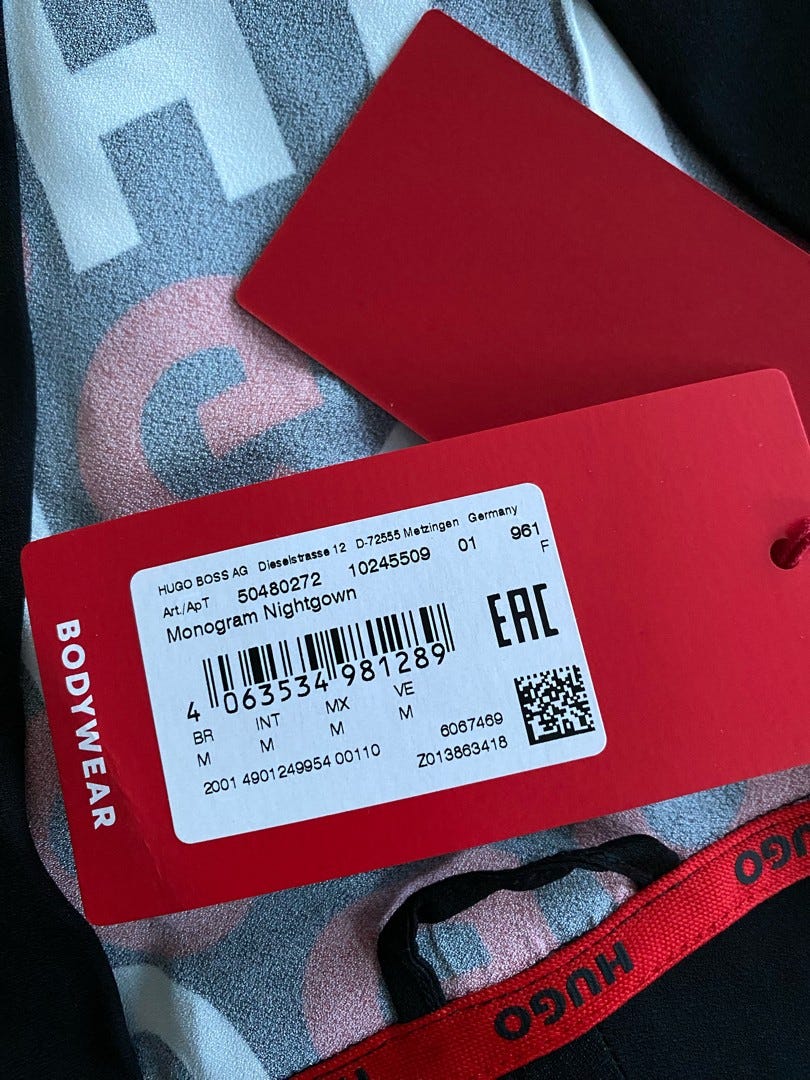 HUGO BOSS AG Dieselstrasse 12 D-72555 Metzingen Germany
Art./ApT 50480272 10245509 01 961
F
Monogram Nightgown
EAC
4 063534 981289
BR INT MX VE
M M M M
2001 4901249954 00110
6067469
Z013863418
BODYWEAR
HUGO
HUGO
H